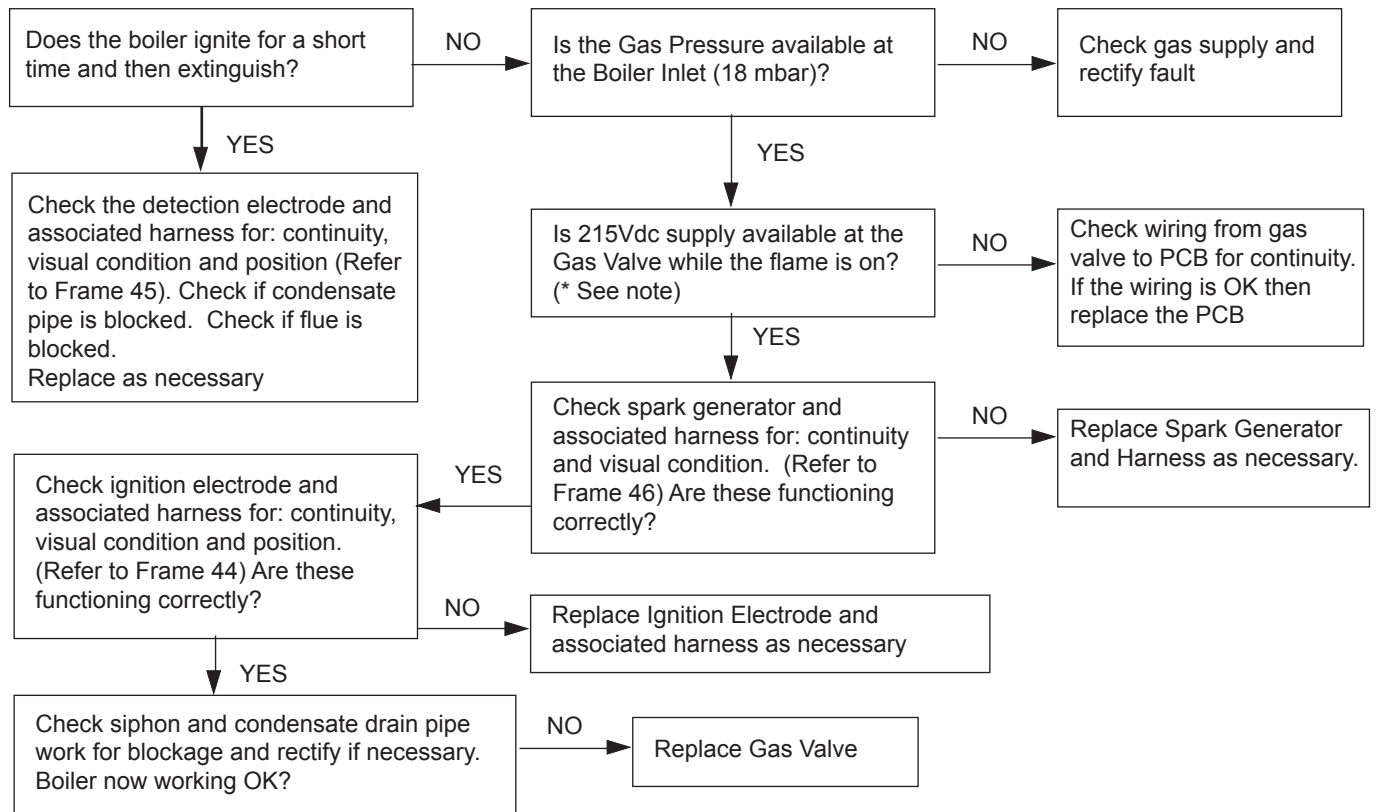 Does the boiler ignite for a short
time and then extinguish?
NO
Is the Gas Pressure available at
the Boiler Inlet (18 mbar)?
NO
Check gas supply and
rectify fault
YES
YES
Check the detection electrode and
associated harness for: continuity,
visual condition and position (Refer
to Frame 45). Check if condensate
pipe is blocked. Check if flue is
blocked.
Replace as necessary
Is 215Vdc supply available at the
Gas Valve while the flame is on?
(* See note)
NO
Check wiring from gas
valve to PCB for continuity.
If the wiring is OK then
replace the PCB
YES
Check spark generator and
associated harness for: continuity
and visual condition. (Refer to
Frame 46) Are these functioning
correctly?
NO
Replace Spark Generator
and Harness as necessary.
YES
Check ignition electrode and
associated harness for: continuity,
visual condition and position.
(Refer to Frame 44) Are these
functioning correctly?
NO
Replace Ignition Electrode and
associated harness as necessary
YES
Check siphon and condensate drain pipe
work for blockage and rectify if necessary.
Boiler now working OK?
NO
Replace Gas Valve